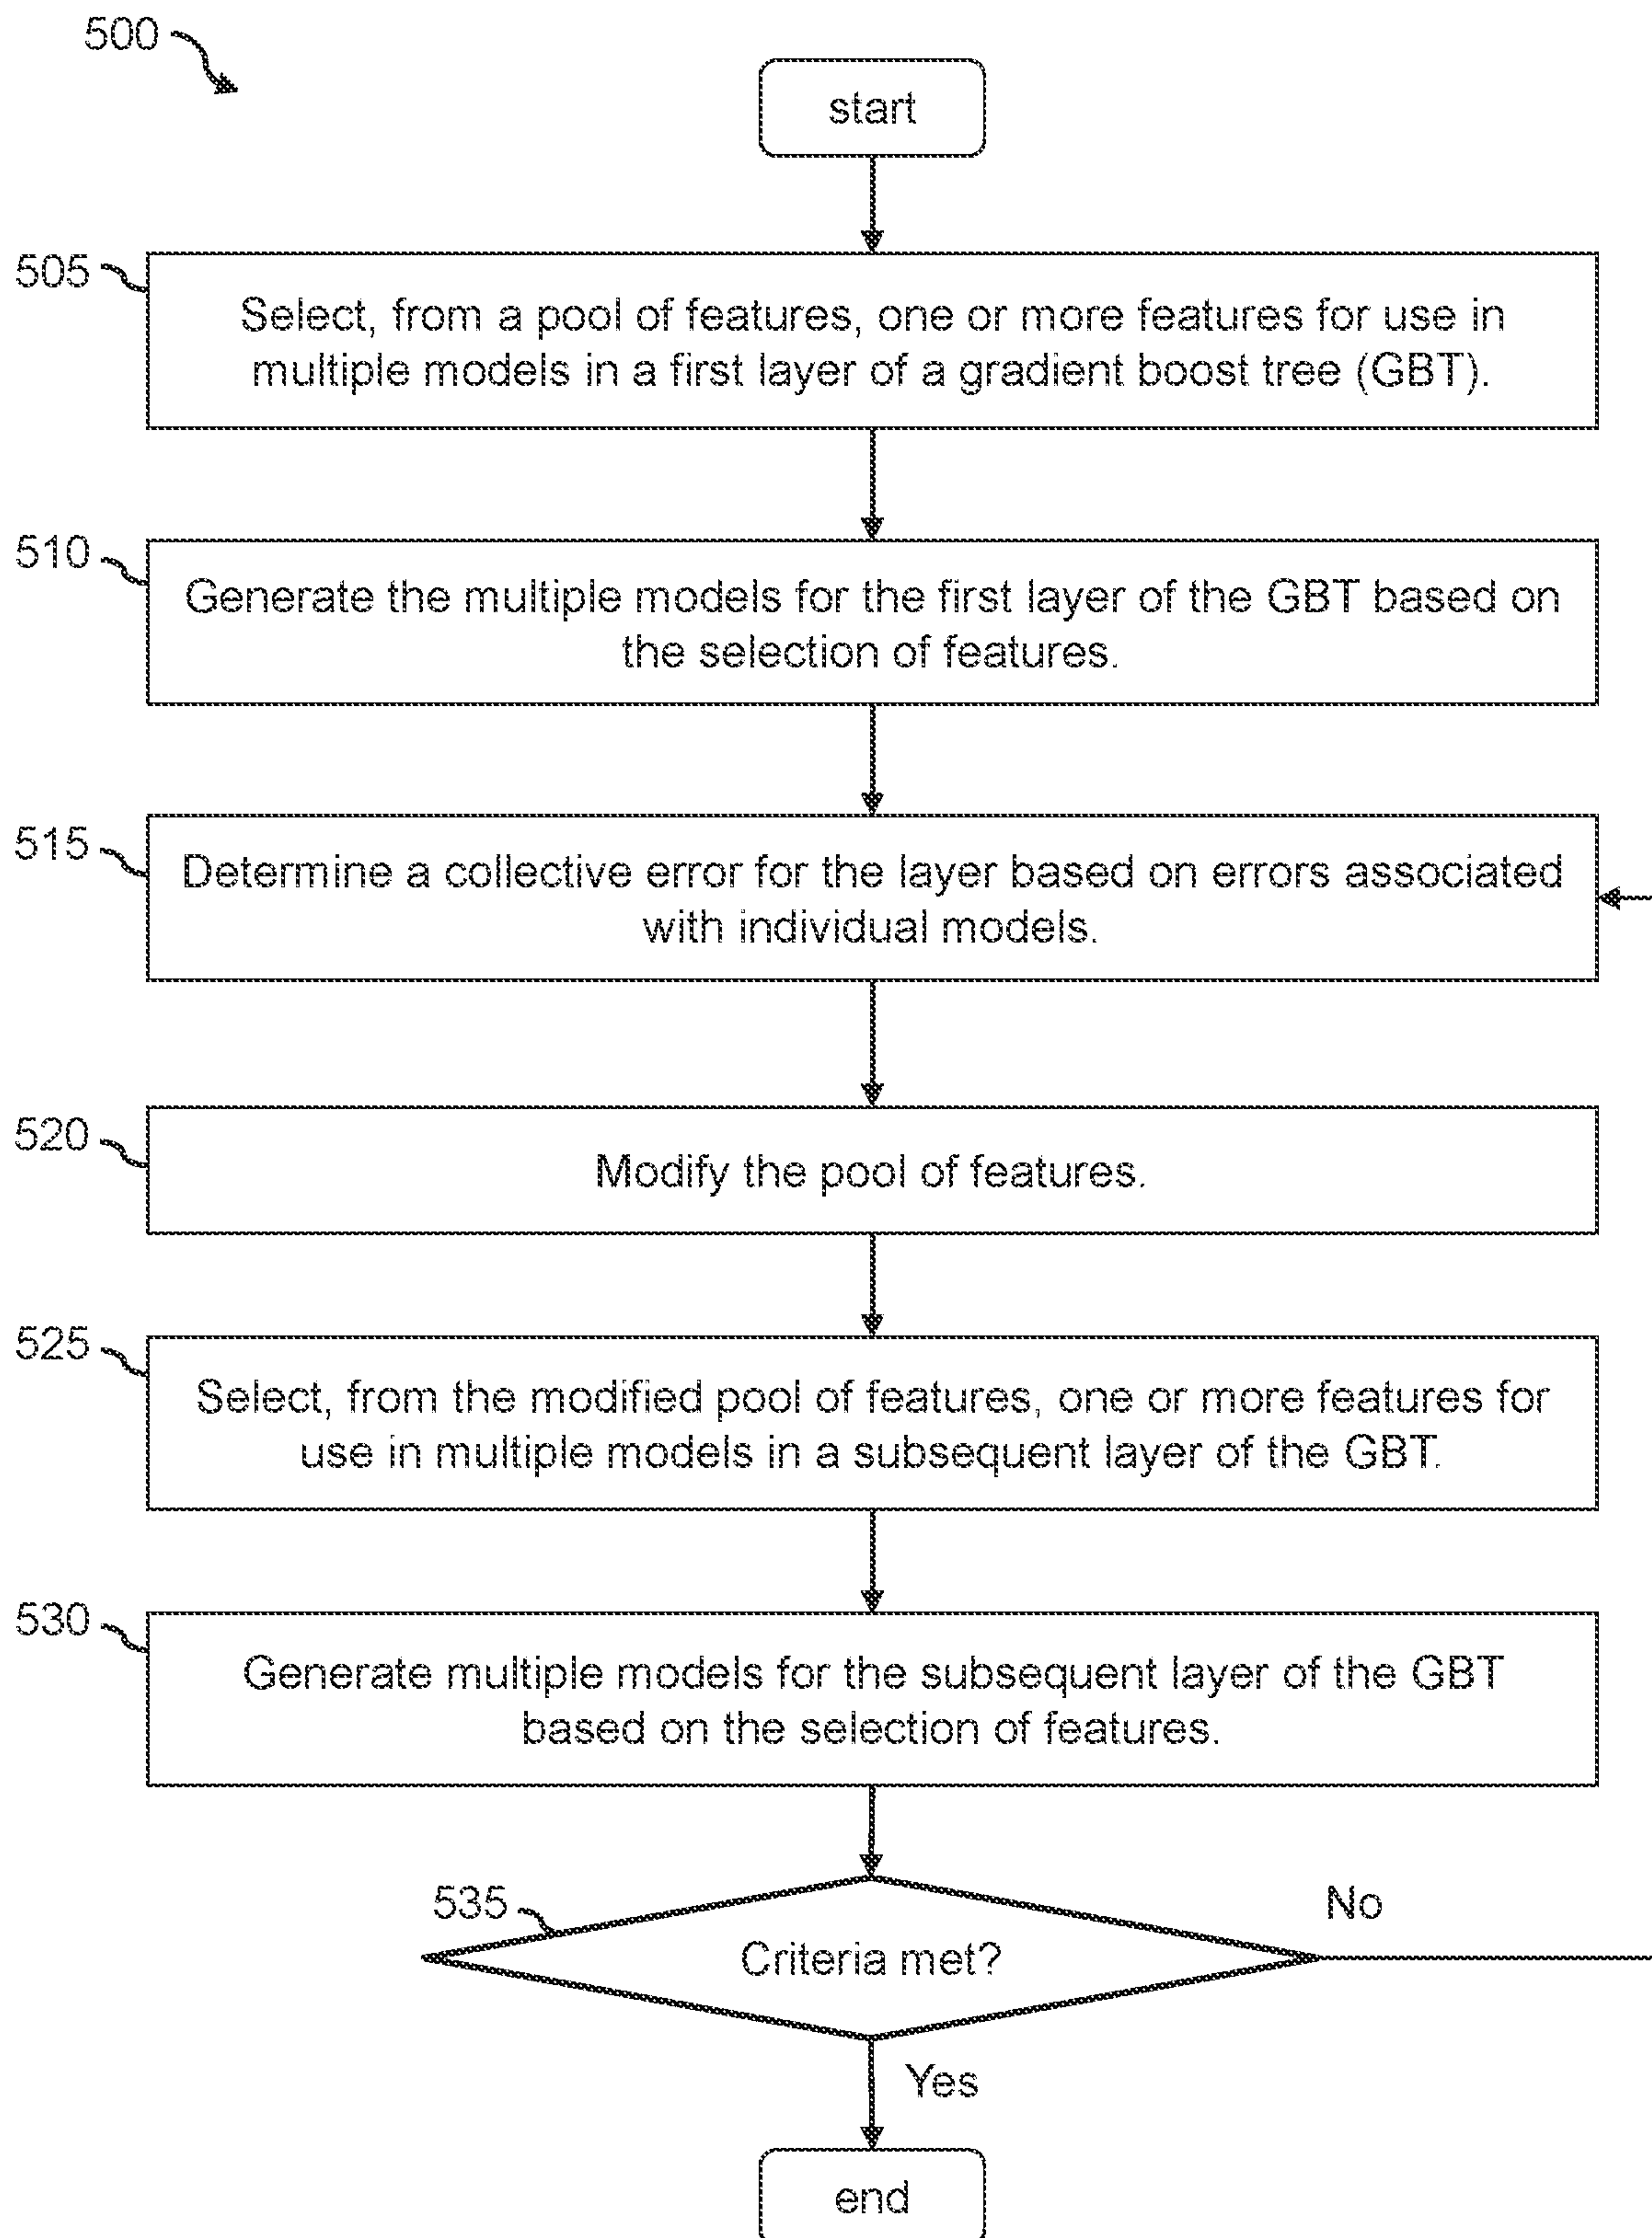 500
start
505
Select, from a pool of features, one or more features for use in
multiple models in a first layer of a gradient boost tree (GBT).
510
Generate the multiple models for the first layer of the GBT based on
the selection of features.
515
Determine a collective error for the layer based on errors associated
with individual models.
520
Modify the pool of features.
525
Select, from the modified pool of features, one or more features for
use in multiple models in a subsequent layer of the GBT.
530
Generate multiple models for the subsequent layer of the GBT
based on the selection of features.
535
No
Criteria met?
Yes
end